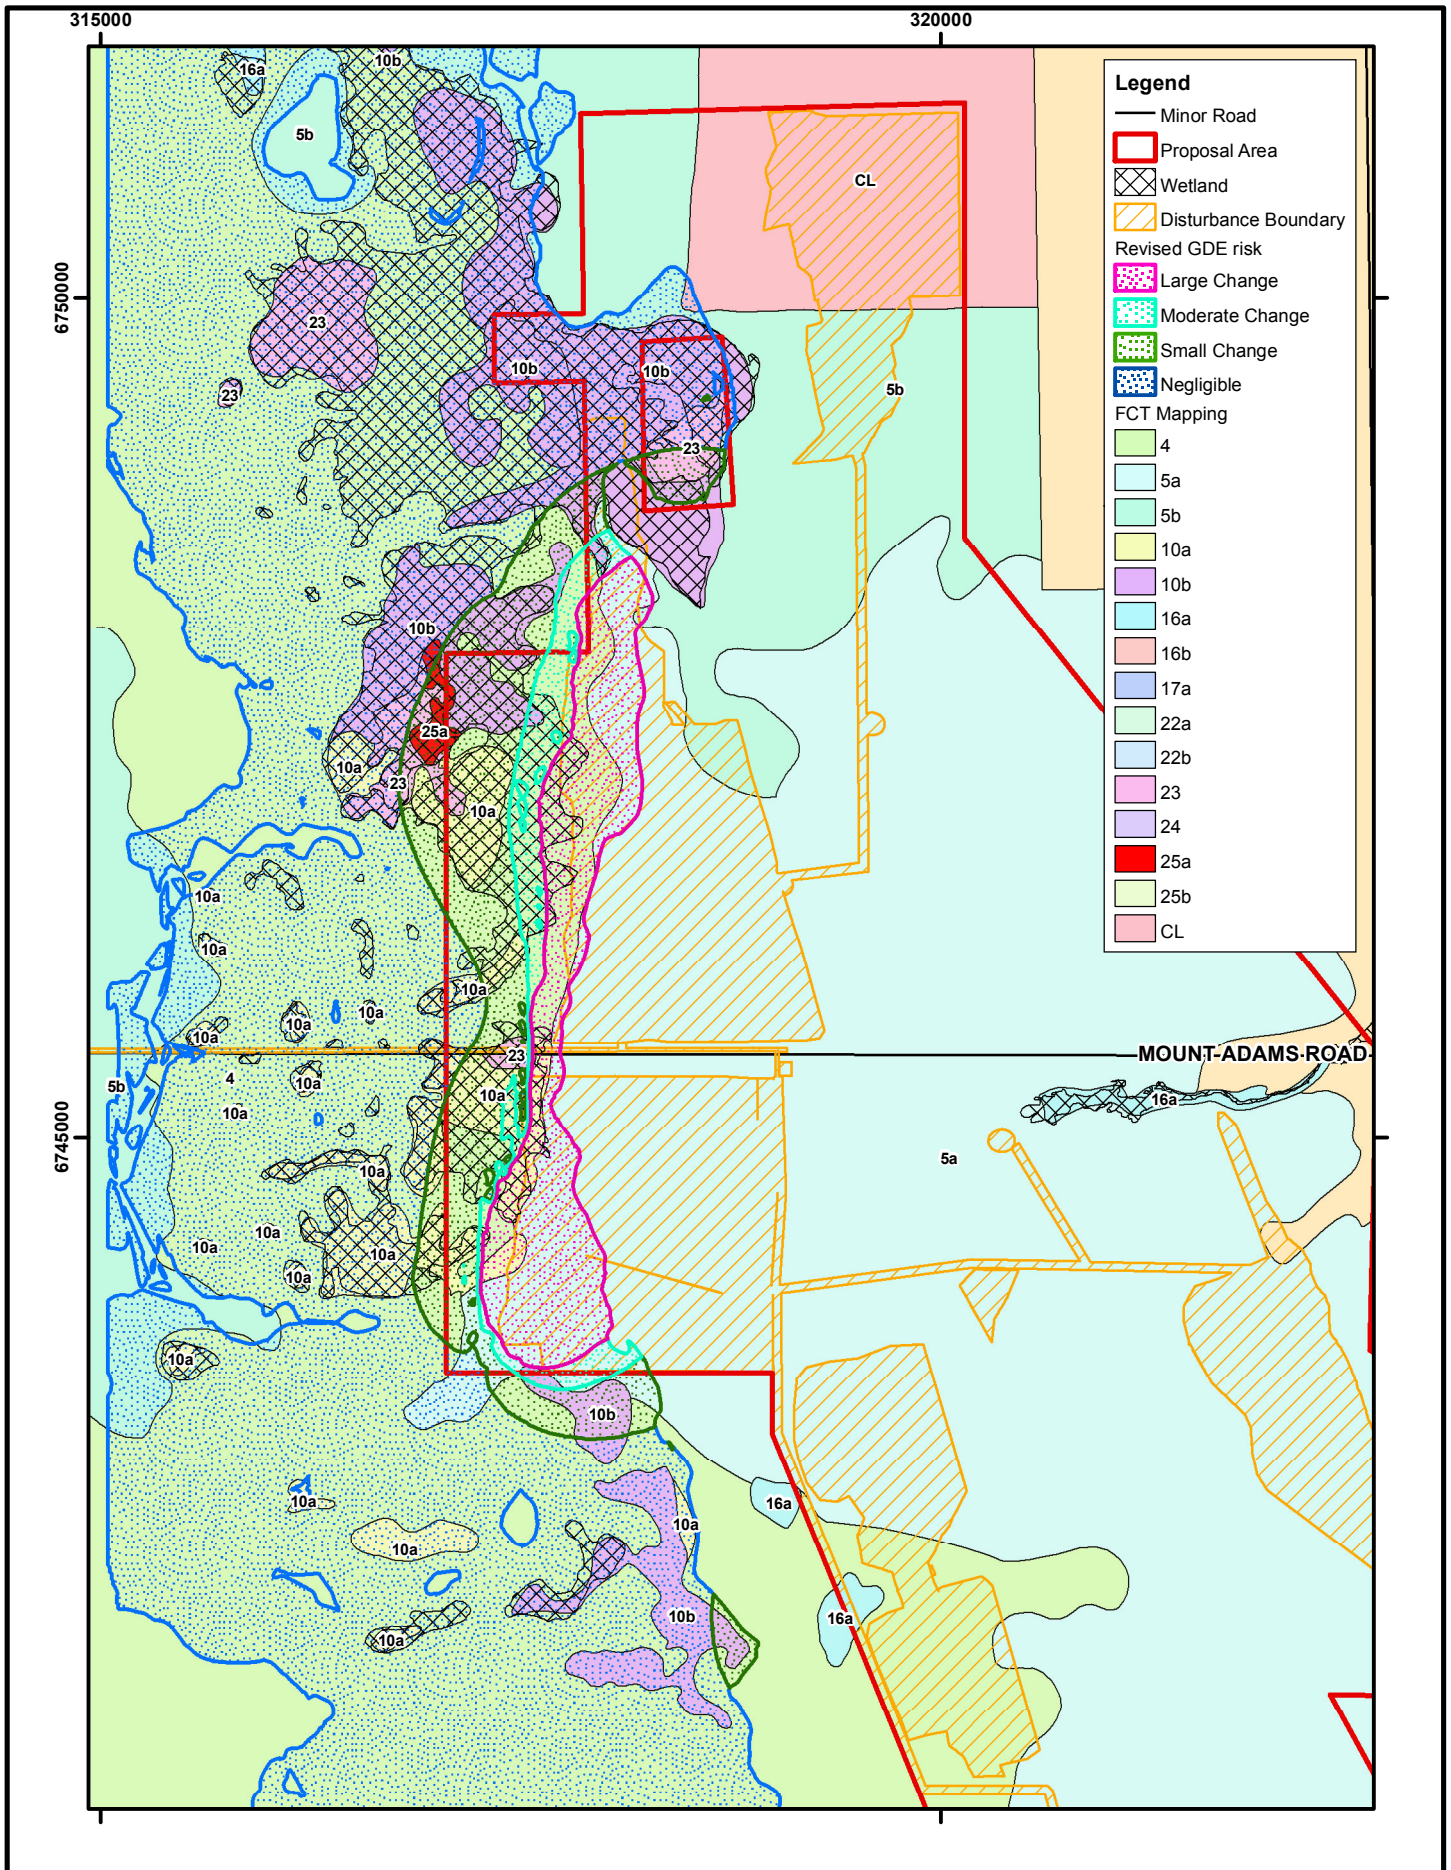 315000
320000
6750000
6745000
Legend
Minor Road
Proposal Area
Wetland
Disturbance Boundary
Revised GDE risk
Large Change
Moderate Change
Small Change
Negligible
FCT Mapping
4
5a
5b
10a
10b
16a
16b
17a
22a
22b
23
24
25a
25b
CL
16a
10b
5b
CL
23
10b
10b
23
5b
23
10b
25a
10a
23
10a
10a
10a
10a
10a
10a
10a
23
MOUNT ADAMS ROAD
5b
4
10a
10a
10a
16a
5a
10a
10a
10a
10a
10a
10a
10b
10a
16a
10a
10a
10b
16a
10a